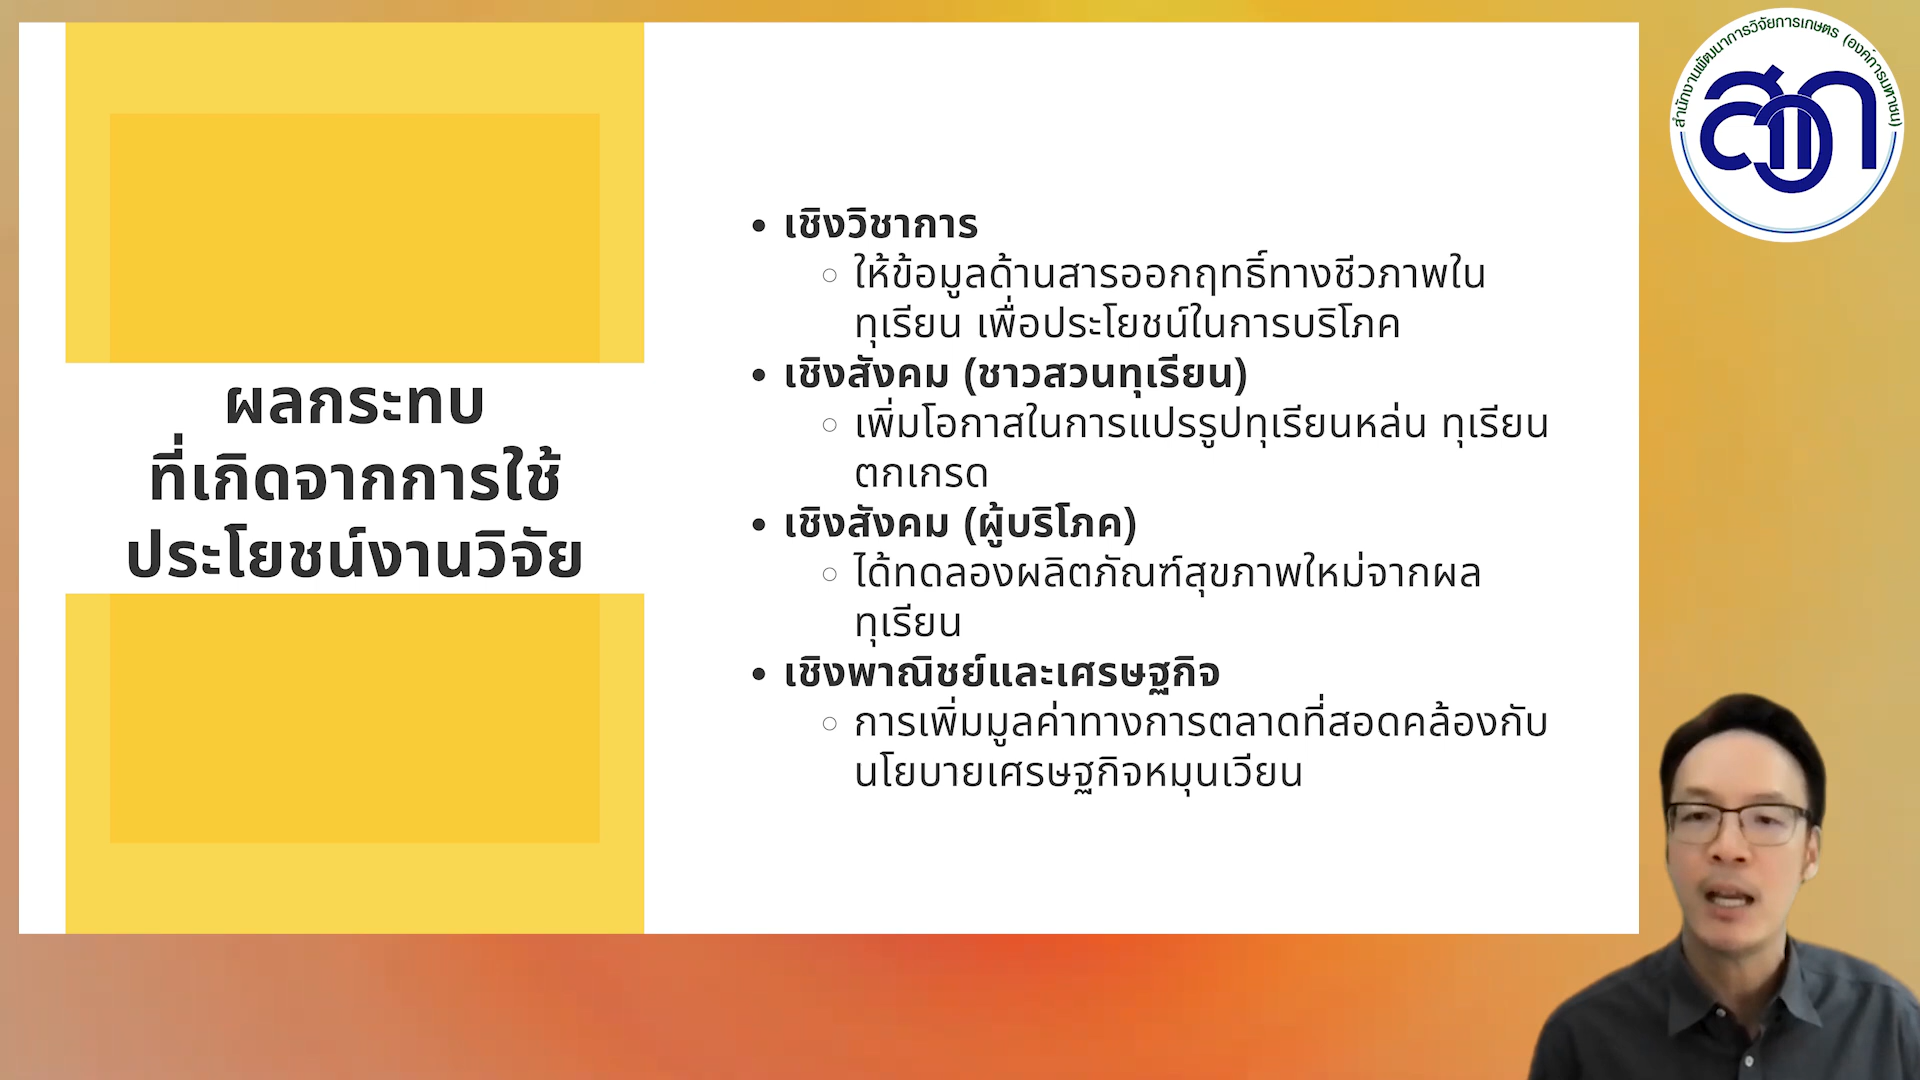 สำนักงานพัฒนาการวิจัยการเกษตร (องค์การมหาชน)
สวก
ผลกระทบ
ที่เกิดจากการใช้
ประโยชน์งานวิจัย
• เชิงวิชาการ
○ ให้ข้อมูลด้านสารออกฤทธิ์ทางชีวภาพใน
ทุเรียน เพื่อประโยชน์ในการบริโภค
• เชิงสังคม (ชาวสวนทุเรียน)
○ เพิ่มโอกาสในการแปรรูปทุเรียนหล่น ทุเรียน
ตกเกรด
• เชิงสังคม (ผู้บริโภค)
○ ได้ทดลองผลิตภัณฑ์สุขภาพใหม่จากผล
ทุเรียน
• เชิงพาณิชย์และเศรษฐกิจ
○ การเพิ่มมูลค่าทางการตลาดที่สอดคล้องกับ
นโยบายเศรษฐกิจหมุนเวียน